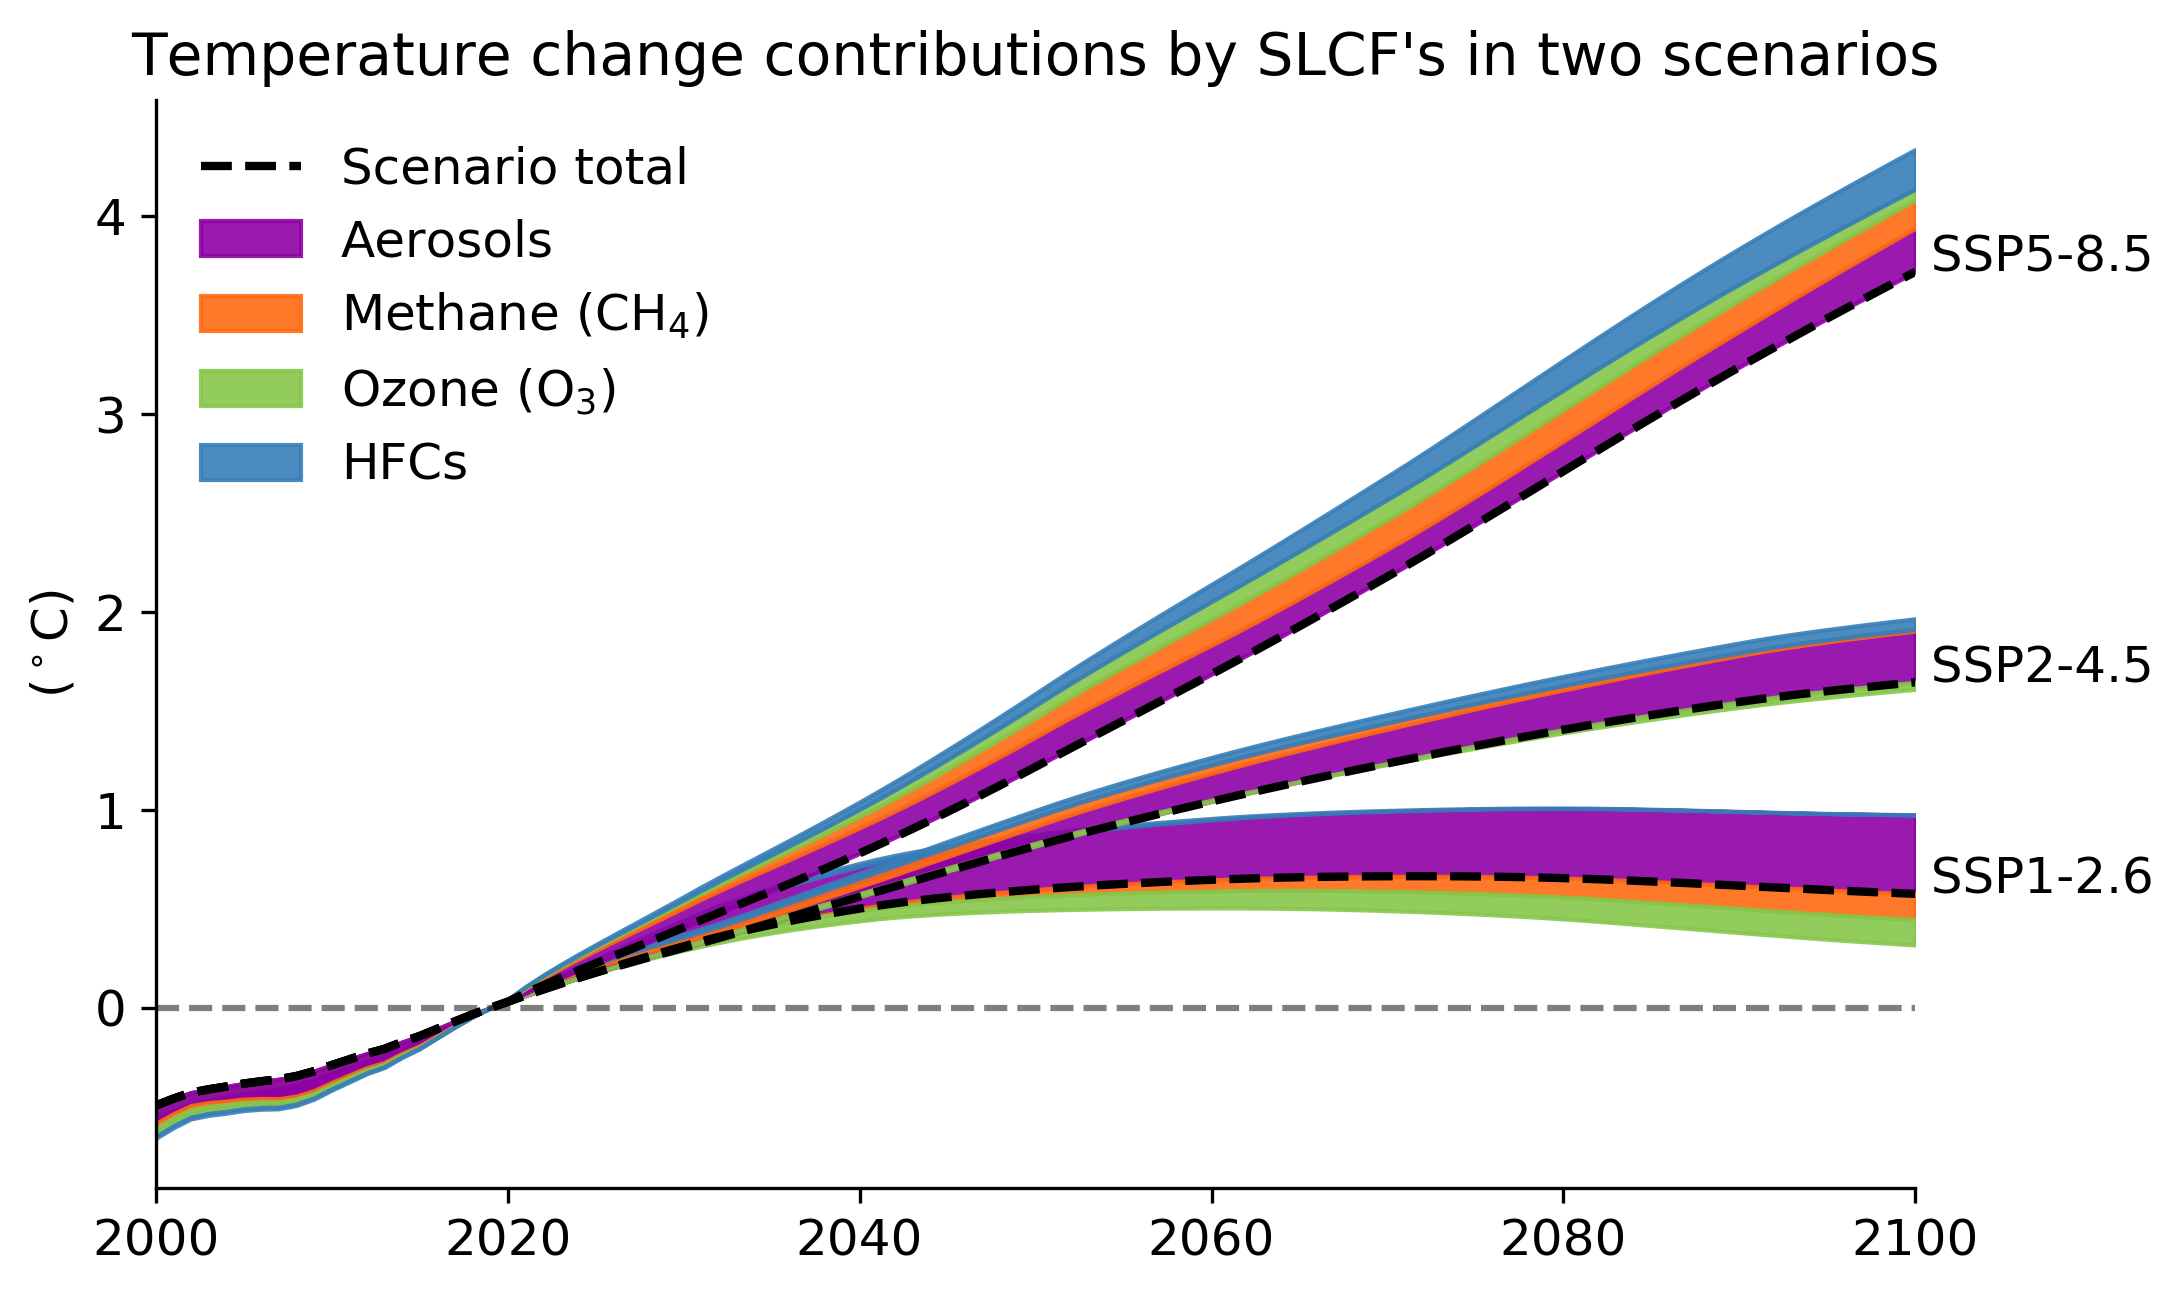 Temperature change contributions by SLCF's in two scenarios
Scenario total
Aerosols
Methane (CH₄)
Ozone (O₃)
HFCs
(°C)
4
3
2
1
0
SSP5-8.5
SSP2-4.5
SSP1-2.6
2000 2020 2040 2060 2080 2100